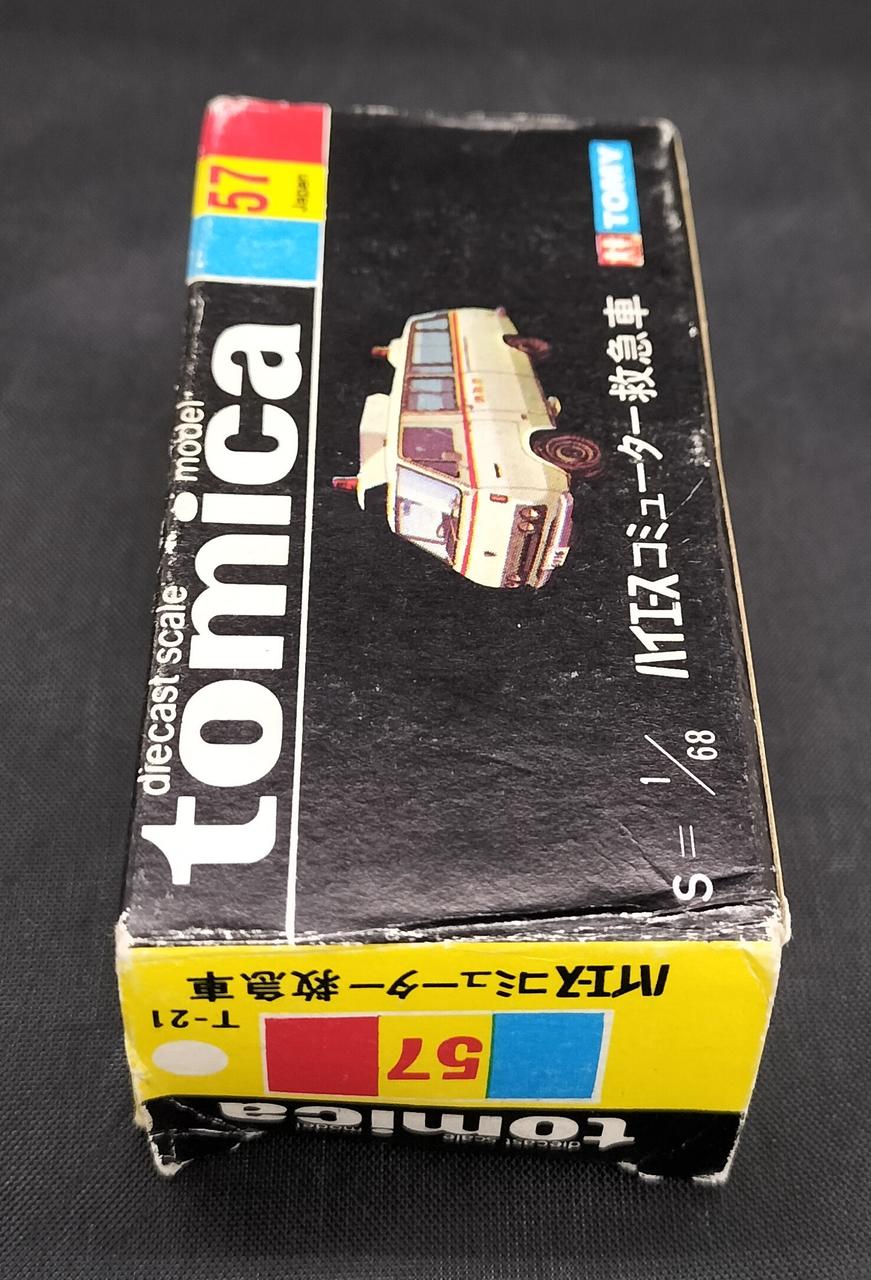 57
Japan
diecast scale model
tomica
TOMY
ハイエースコミューター救急車
S = 1/68
ハイエースコミューター救急車
T-21
57
diecast scale model
tomica